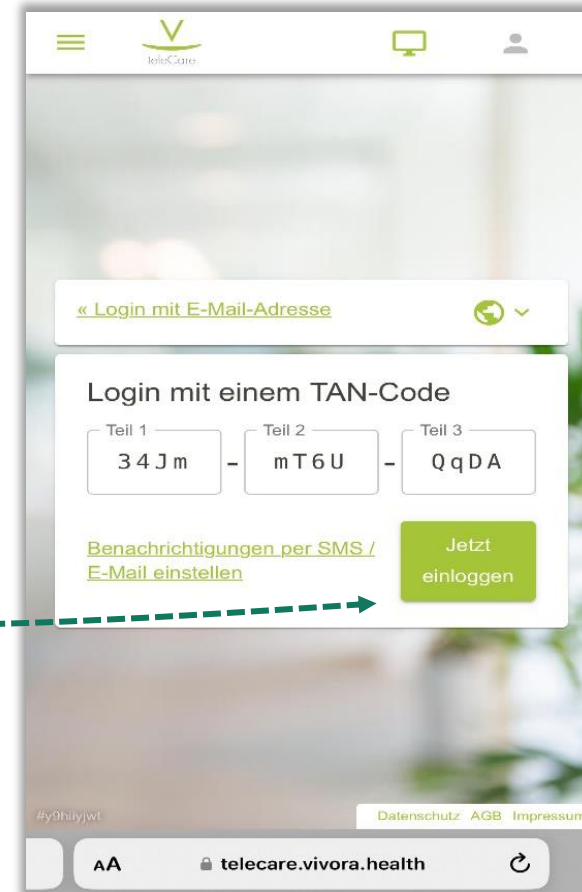 V
TeleCare
« Login mit E-Mail-Adresse
Login mit einem TAN-Code
Teil 1 Teil 2 Teil 3
34Jm - mT6U - QqDA
Benachrichtigungen per SMS /
E-Mail einstellen
Jetzt
einloggen
Datenschutz AGB Impressum
AA telecare.vivora.health